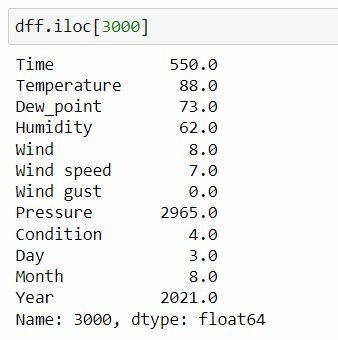 dff.iloc[3000]
Time 550.0
Temperature 88.0
Dew_point 73.0
Humidity 62.0
Wind 8.0
Wind speed 7.0
Wind gust 0.0
Pressure 2965.0
Condition 4.0
Day 3.0
Month 8.0
Year 2021.0
Name: 3000, dtype: float64